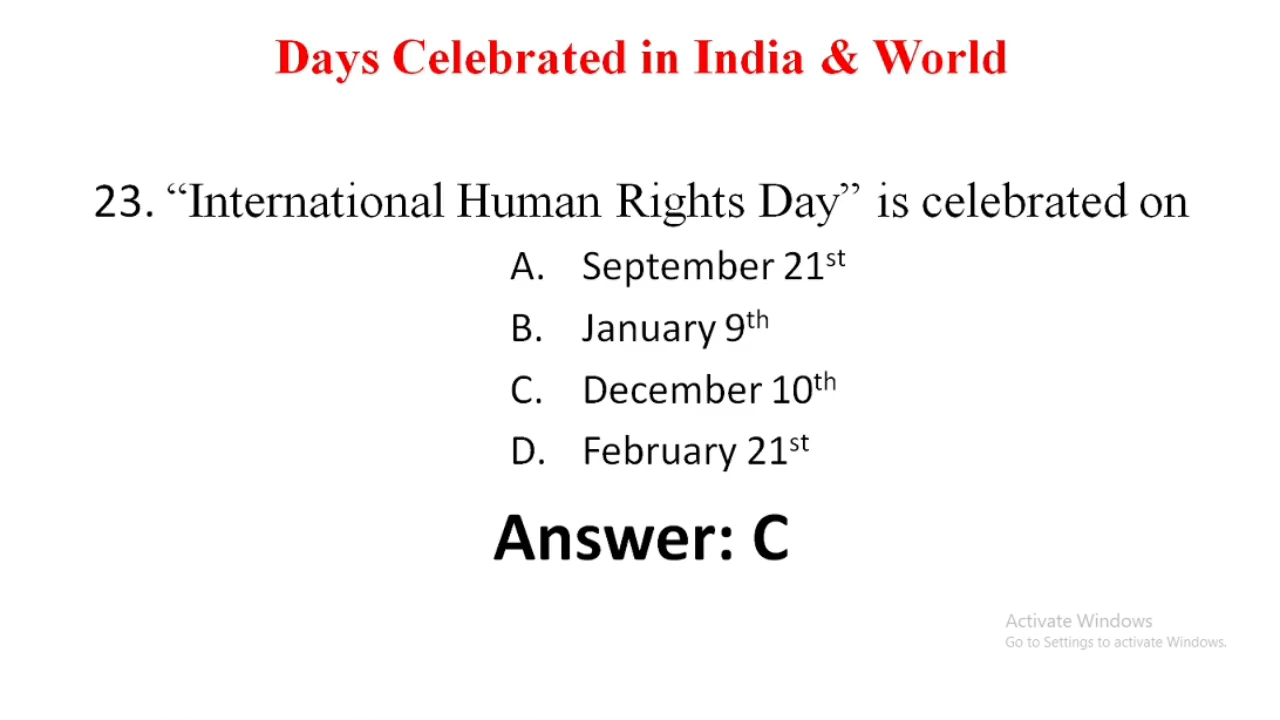 Days Celebrated in India & World
23. “International Human Rights Day” is celebrated on
A. September 21st
B. January 9th
C. December 10th
D. February 21st
Answer: C
Activate Windows
Go to Settings to activate Windows.